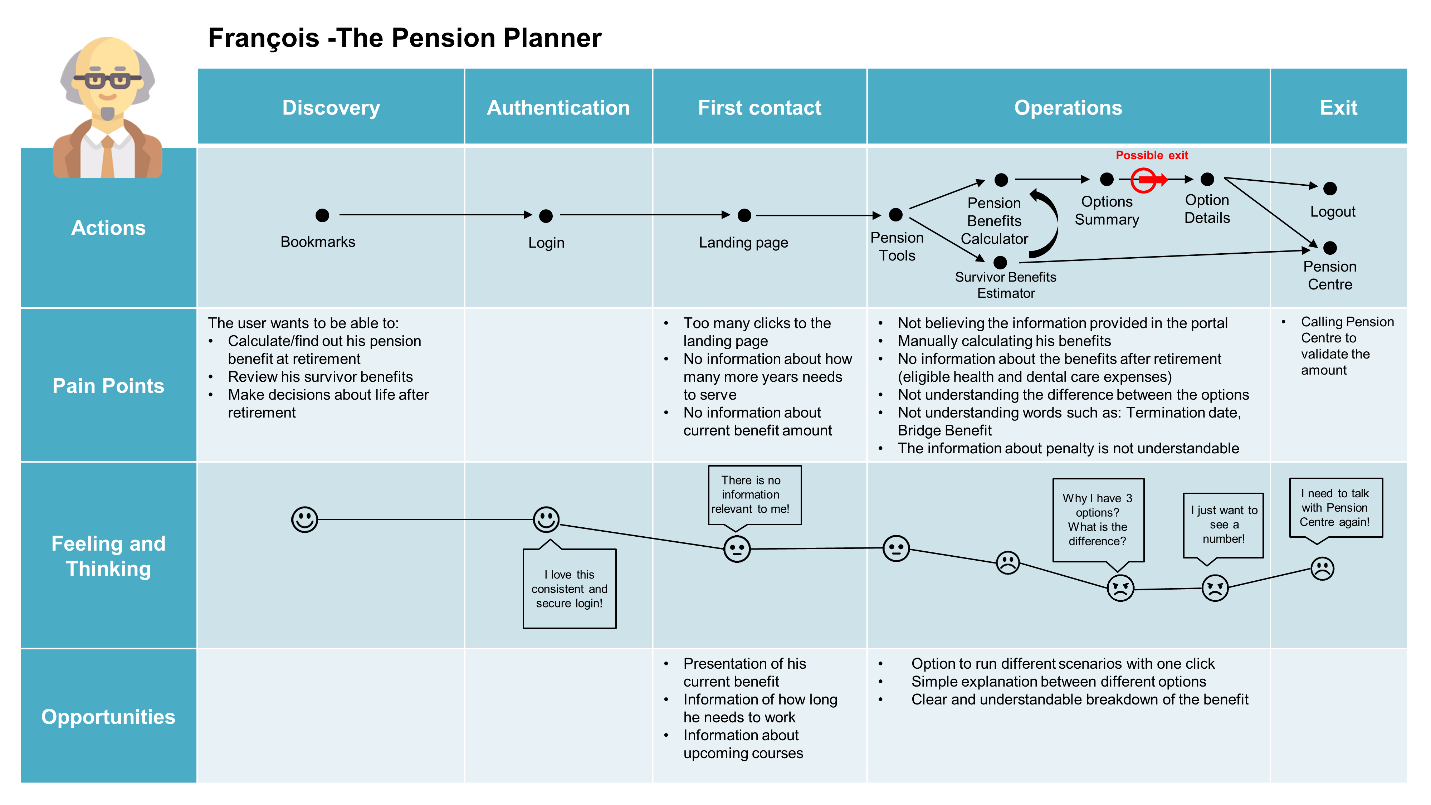 François -The Pension Planner
Discovery
Authentication
First contact
Operations
Exit
Actions
Bookmarks
Login
Landing page
Pension
Tools
Pension
Benefits
Calculator
Survivor Benefits
Estimator
Options
Summary
Possible exit
Option
Details
Logout
Pension
Centre
Pain Points
The user wants to be able to:
• Calculate/find out his pension
benefit at retirement
• Review his survivor benefits
• Make decisions about life after
retirement
• Too many clicks to the
landing page
• No information about how
many more years needs
to serve
• No information about
current benefit amount
• Not believing the information provided in the portal
• Manually calculating his benefits
• No information about the benefits after retirement
(eligible health and dental care expenses)
• Not understanding the difference between the options
• Not understanding words such as: Termination date,
Bridge Benefit
• The information about penalty is not understandable
• Calling Pension
Centre to
validate the
amount
Feeling and
Thinking
I love this
consistent and
secure login!
There is no
information
relevant to me!
Why I have 3
options?
What is the
difference?
I just want to
see a
number!
I need to talk
with Pension
Centre again!
Opportunities
• Presentation of his
current benefit
• Information of how long
he needs to work
• Information about
upcoming courses
• Option to run different scenarios with one click
• Simple explanation between different options
• Clear and understandable breakdown of the benefit